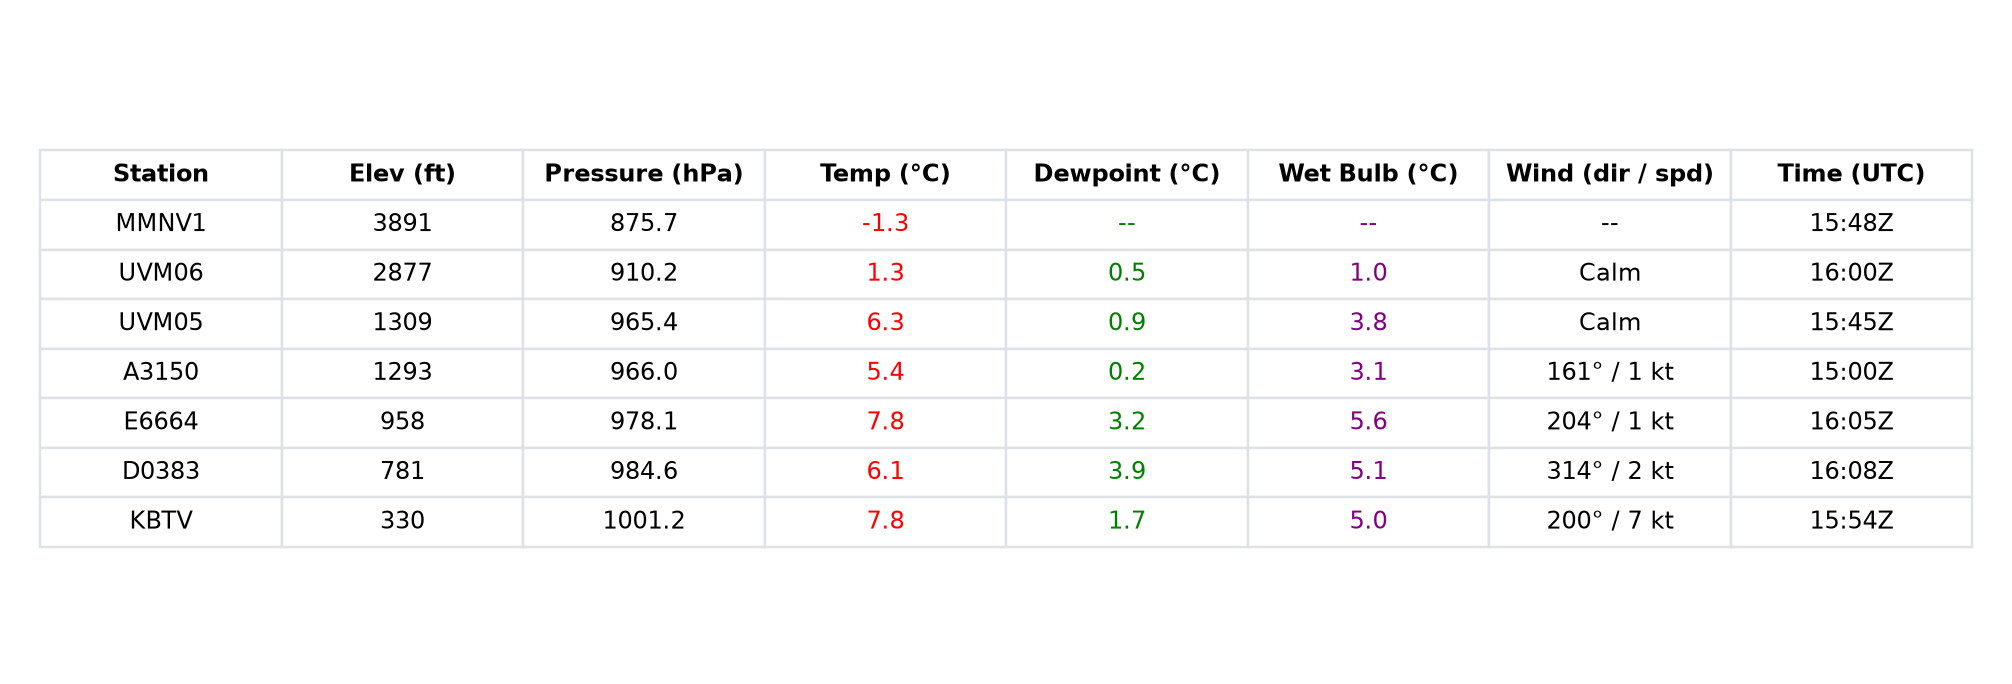 Station Elev (ft) Pressure (hPa) Temp (°C) Dewpoint (°C) Wet Bulb (°C) Wind (dir / spd) Time (UTC)
MMNV1 3891 875.7 -1.3 -- -- -- 15:48Z
UVM06 2877 910.2 1.3 0.5 1.0 Calm 16:00Z
UVM05 1309 965.4 6.3 0.9 3.8 Calm 15:45Z
A3150 1293 966.0 5.4 0.2 3.1 161° / 1 kt 15:00Z
E6664 958 978.1 7.8 3.2 5.6 204° / 1 kt 16:05Z
D0383 781 984.6 6.1 3.9 5.1 314° / 2 kt 16:08Z
KBTV 330 1001.2 7.8 1.7 5.0 200° / 7 kt 15:54Z